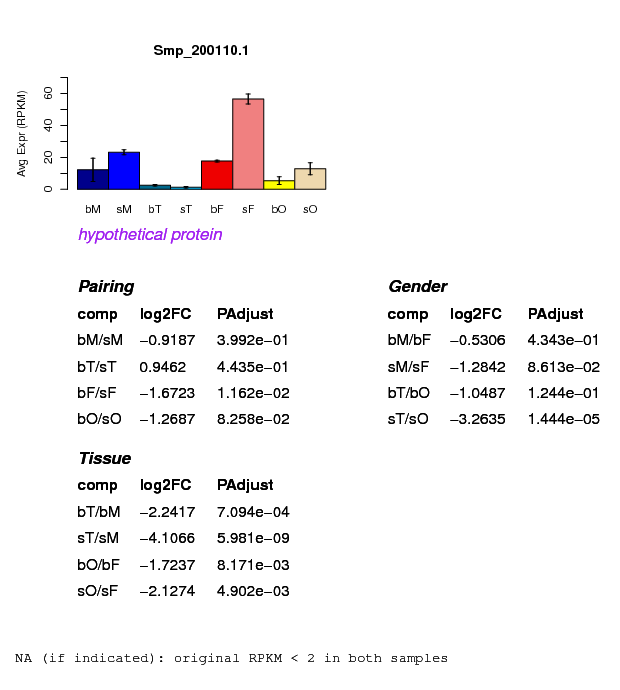 Smp_200110.1
Avg Expr (RPKM)
0 20 40 60
bM sM bT sT bF sF bO sO
hypothetical protein
Pairing
comp log2FC PAdjust
bM/sM −0.9187 3.992e−01
bT/sT 0.9462 4.435e−01
bF/sF −1.6723 1.162e−02
bO/sO −1.2687 8.258e−02
Gender
comp log2FC PAdjust
bM/bF −0.5306 4.343e−01
sM/sF −1.2842 8.613e−02
bT/bO −1.0487 1.244e−01
sT/sO −3.2635 1.444e−05
Tissue
comp log2FC PAdjust
bT/bM −2.2417 7.094e−04
sT/sM −4.1066 5.981e−09
bO/bF −1.7237 8.171e−03
sO/sF −2.1274 4.902e−03
NA (if indicated): original RPKM < 2 in both samples